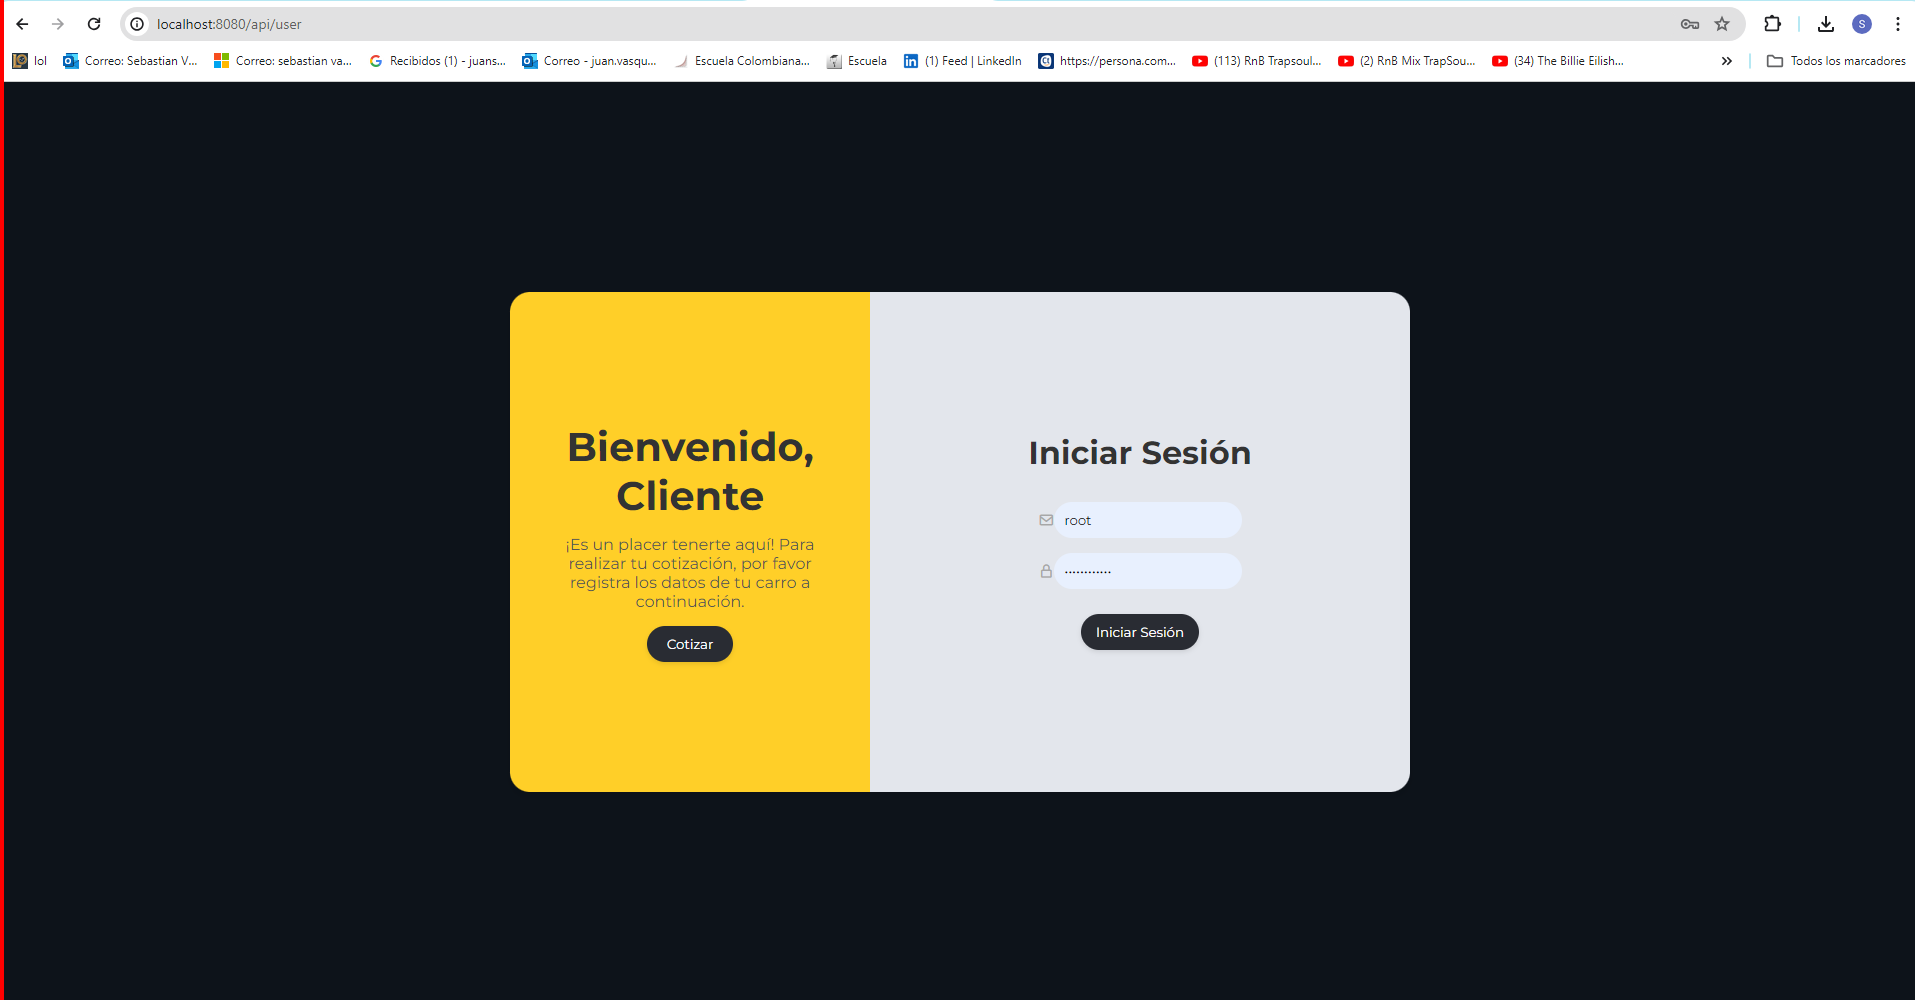 localhost:8080/api/user
S
lol
Correo: Sebastian V...
Correo: sebastian va...
Recibidos (1) - juans...
Correo - juan.vasqu...
Escuela Colombiana...
Escuela
(1) Feed | LinkedIn
https://persona.com...
(113) RnB Trapsoul...
(2) RnB Mix TrapSou...
(34) The Billie Eilish...
Todos los marcadores
Bienvenido,
Cliente
¡Es un placer tenerte aquí! Para
realizar tu cotización, por favor
registra los datos de tu carro a
continuación.
Cotizar
Iniciar Sesión
root
............
Iniciar Sesión